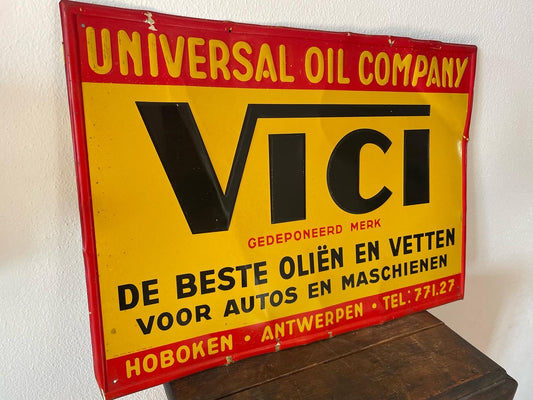 UNIVERSAL OIL COMPANY
VICI
GEDEPONEERD MERK
DE BESTE OLIËN EN VETTEN
VOOR AUTOS EN MASCHIENEN
HOBOKEN · ANTWERPEN · TEL: 771.27